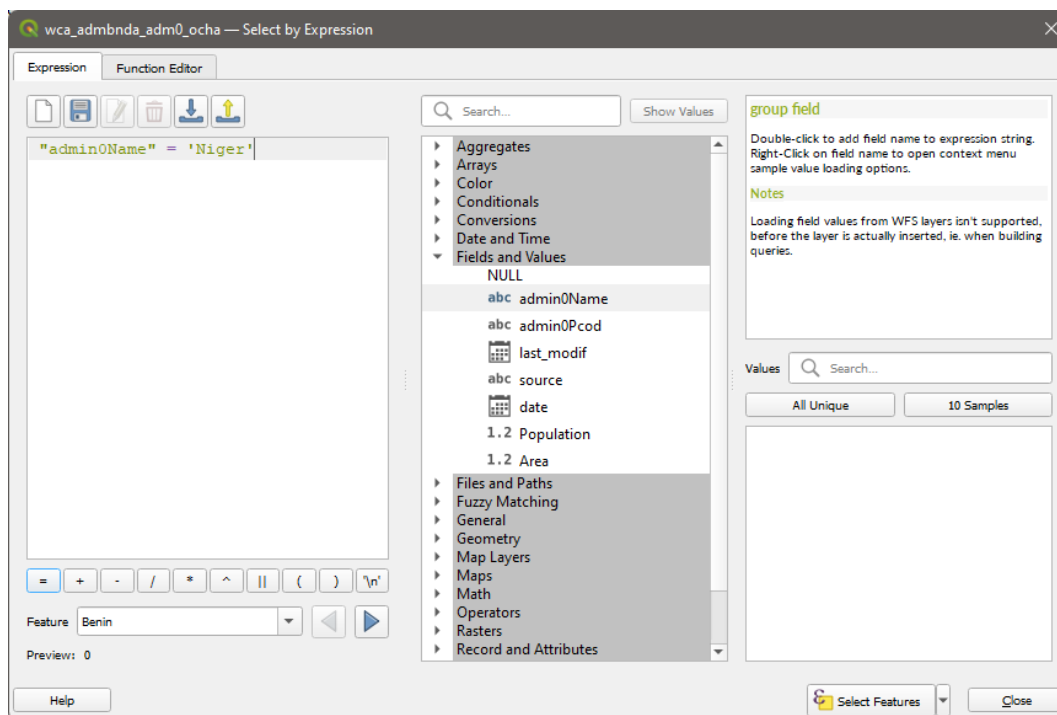 wca_admbnda_adm0_ocha — Select by Expression
Expression
Function Editor
"admin0Name" = 'Niger'
= + - / * ^ || ( ) '\n'
Feature Benin
Preview: 0
Search... Show Values
Aggregates
Arrays
Color
Conditionals
Conversions
Date and Time
Fields and Values
NULL
abc admin0Name
abc admin0Pcod
last_modif
abc source
date
1.2 Population
1.2 Area
Files and Paths
Fuzzy Matching
General
Geometry
Map Layers
Maps
Math
Operators
Rasters
Record and Attributes
group field
Double-click to add field name to expression string.
Right-Click on field name to open context menu
sample value loading options.
Notes
Loading field values from WFS layers isn't supported,
before the layer is actually inserted, ie. when building
queries.
Values Search...
All Unique 10 Samples
Help
Select Features
Close